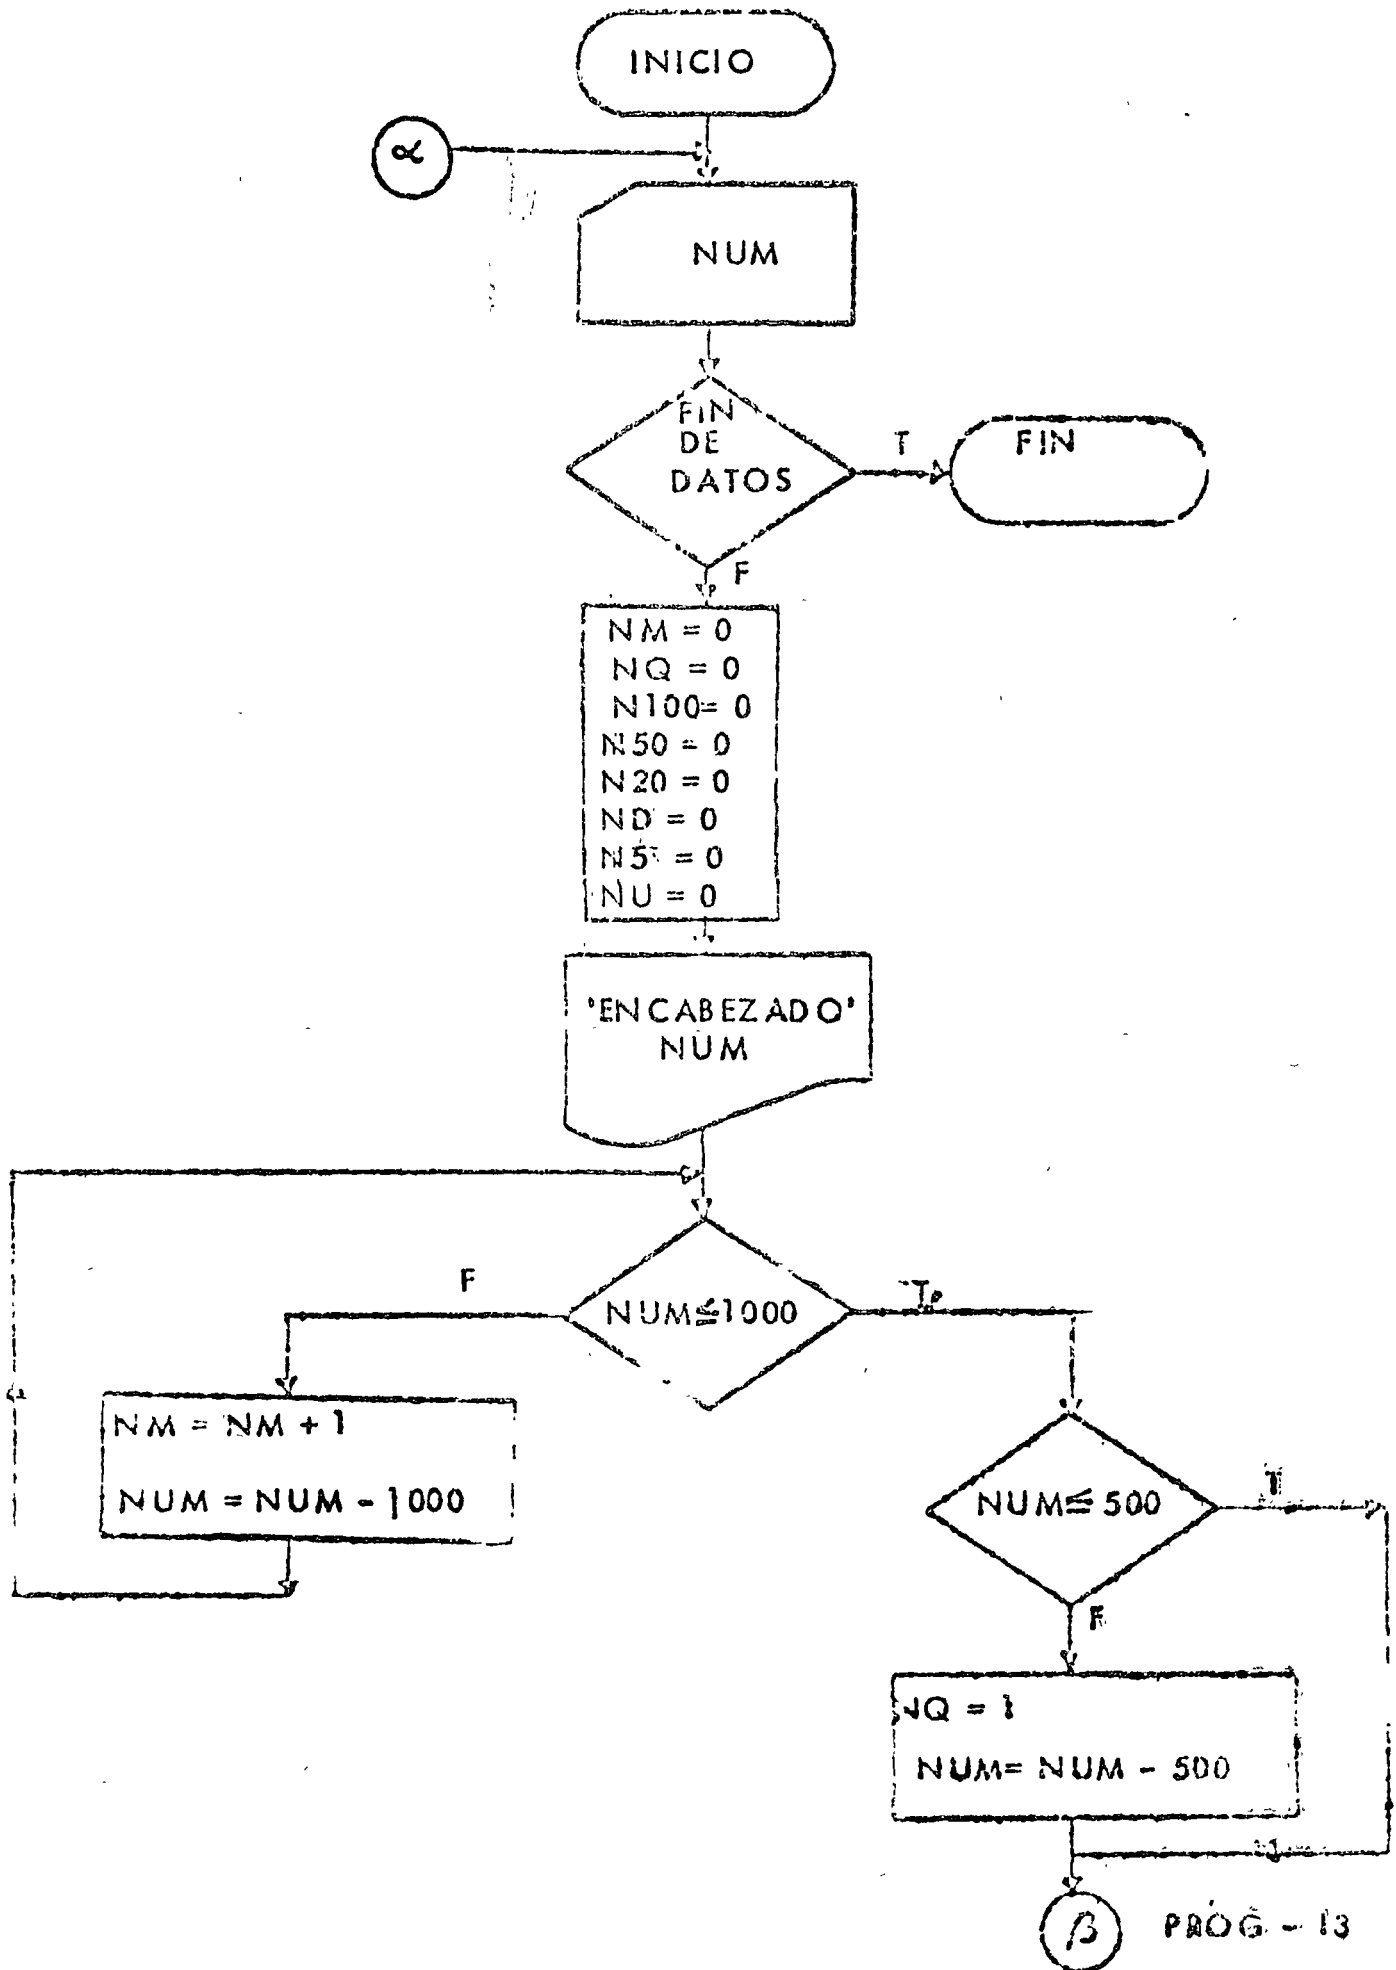 INICIO
α
NUM
FIN
DE
DATOS
T
FIN
F
NM = 0
NQ = 0
N100= 0
N50 = 0
N20 = 0
ND = 0
N5 = 0
NU = 0
'ENCABEZADO'
NUM
F
NUM≦1000
T
NM = NM + 1
NUM = NUM - 1000
NUM≦500
T
F
NQ = 1
NUM= NUM - 500
β
PROG - 13